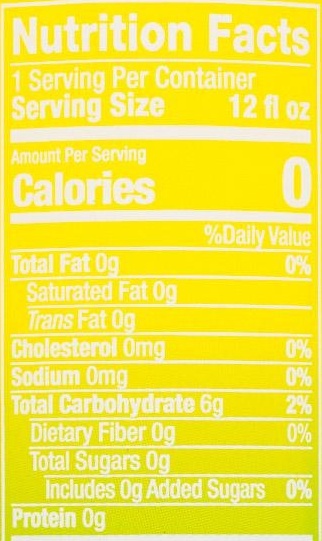 Nutrition Facts
1 Serving Per Container
Serving Size 12 fl oz
Amount Per Serving
Calories 0
%Daily Value
Total Fat 0g 0%
Saturated Fat 0g
Trans Fat 0g
Cholesterol 0mg 0%
Sodium 0mg 0%
Total Carbohydrate 6g 2%
Dietary Fiber 0g 0%
Total Sugars 0g
Includes 0g Added Sugars 0%
Protein 0g